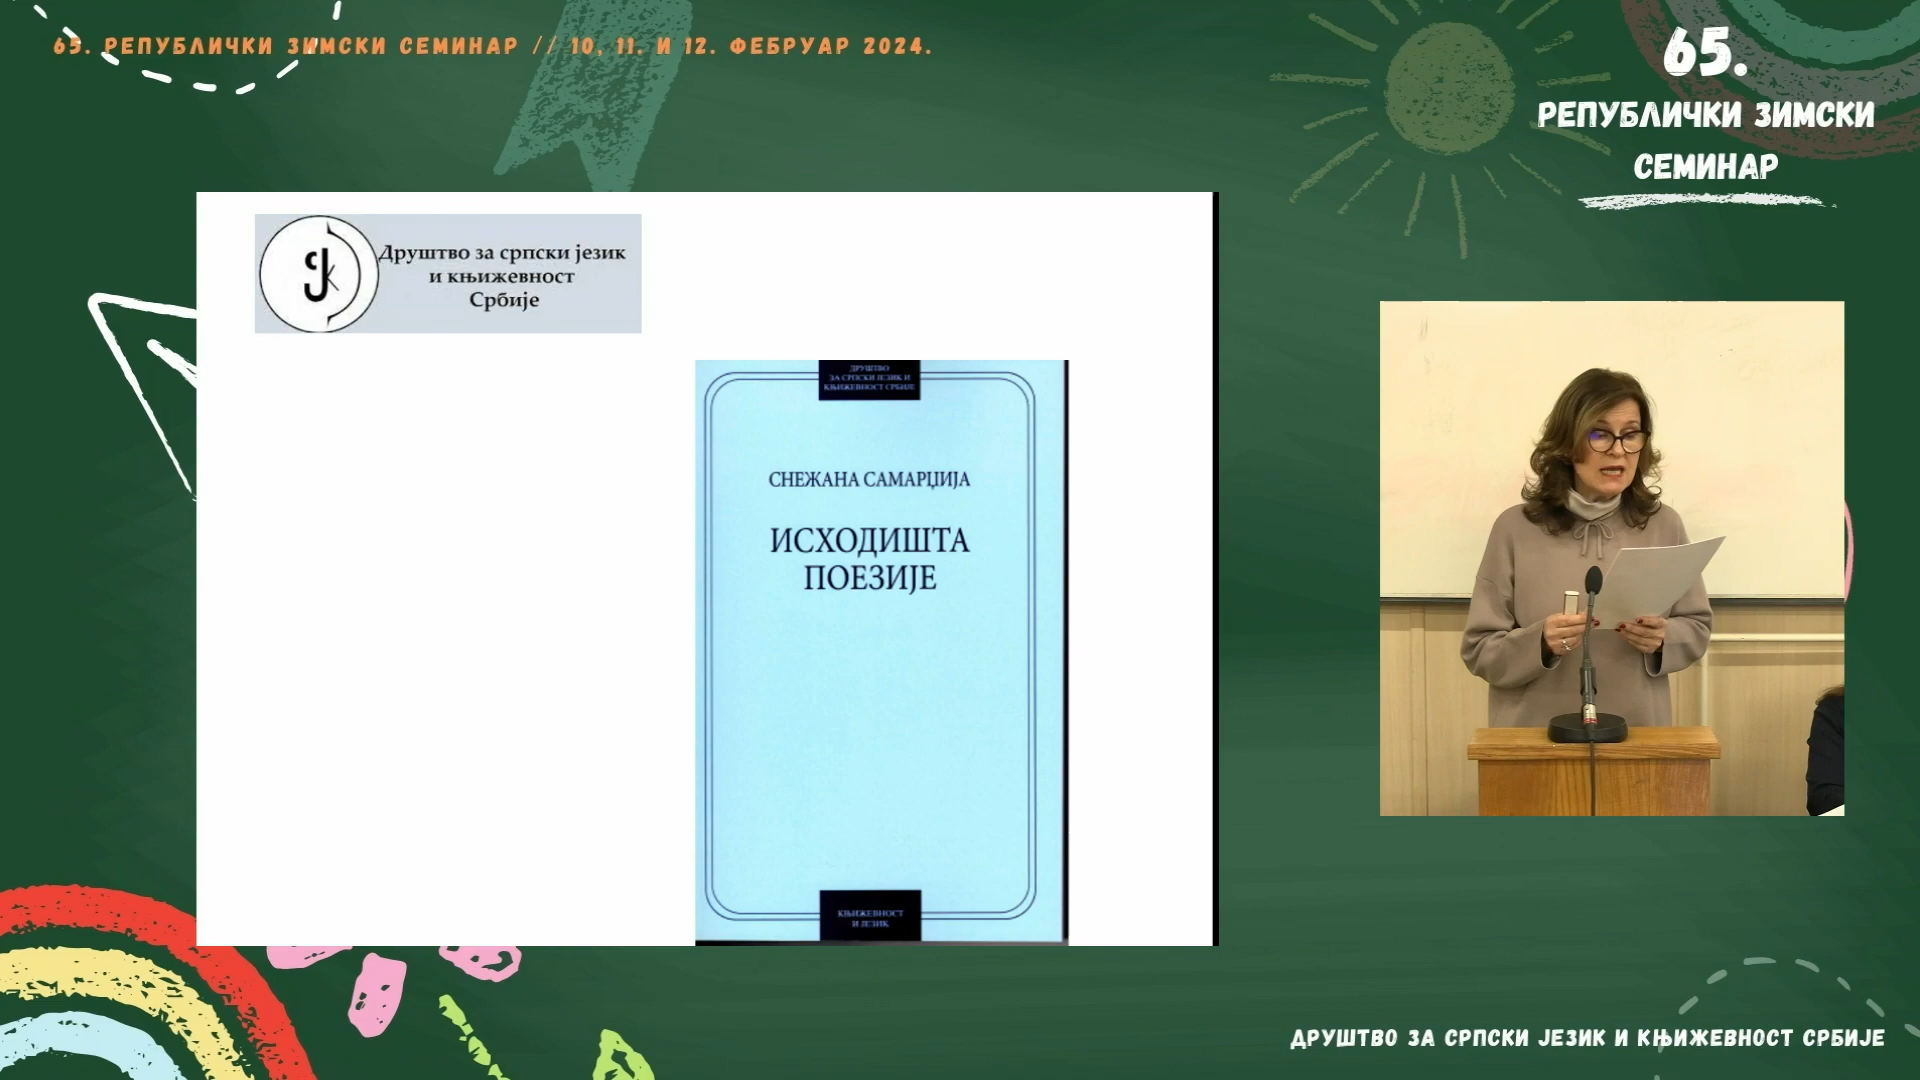 65. РЕПУБЛИЧКИ ЗИМСКИ СЕМИНАР // 10, 11. И 12. ФЕБРУАР 2024.
65.
РЕПУБЛИЧКИ ЗИМСКИ
СЕМИНАР
Друштво за српски језик
и књижевност
Србије
ДРУШТВО
ЗА СРПСКИ ЈЕЗИК И
КЊИЖЕВНОСТ СРБИЈЕ
СНЕЖАНА САМАРЏИЈА
ИСХОДИШТА
ПОЕЗИЈЕ
КЊИЖЕВНОСТ
И ЈЕЗИК
ДРУШТВО ЗА СРПСКИ ЈЕЗИК И КЊИЖЕВНОСТ СРБИЈЕ